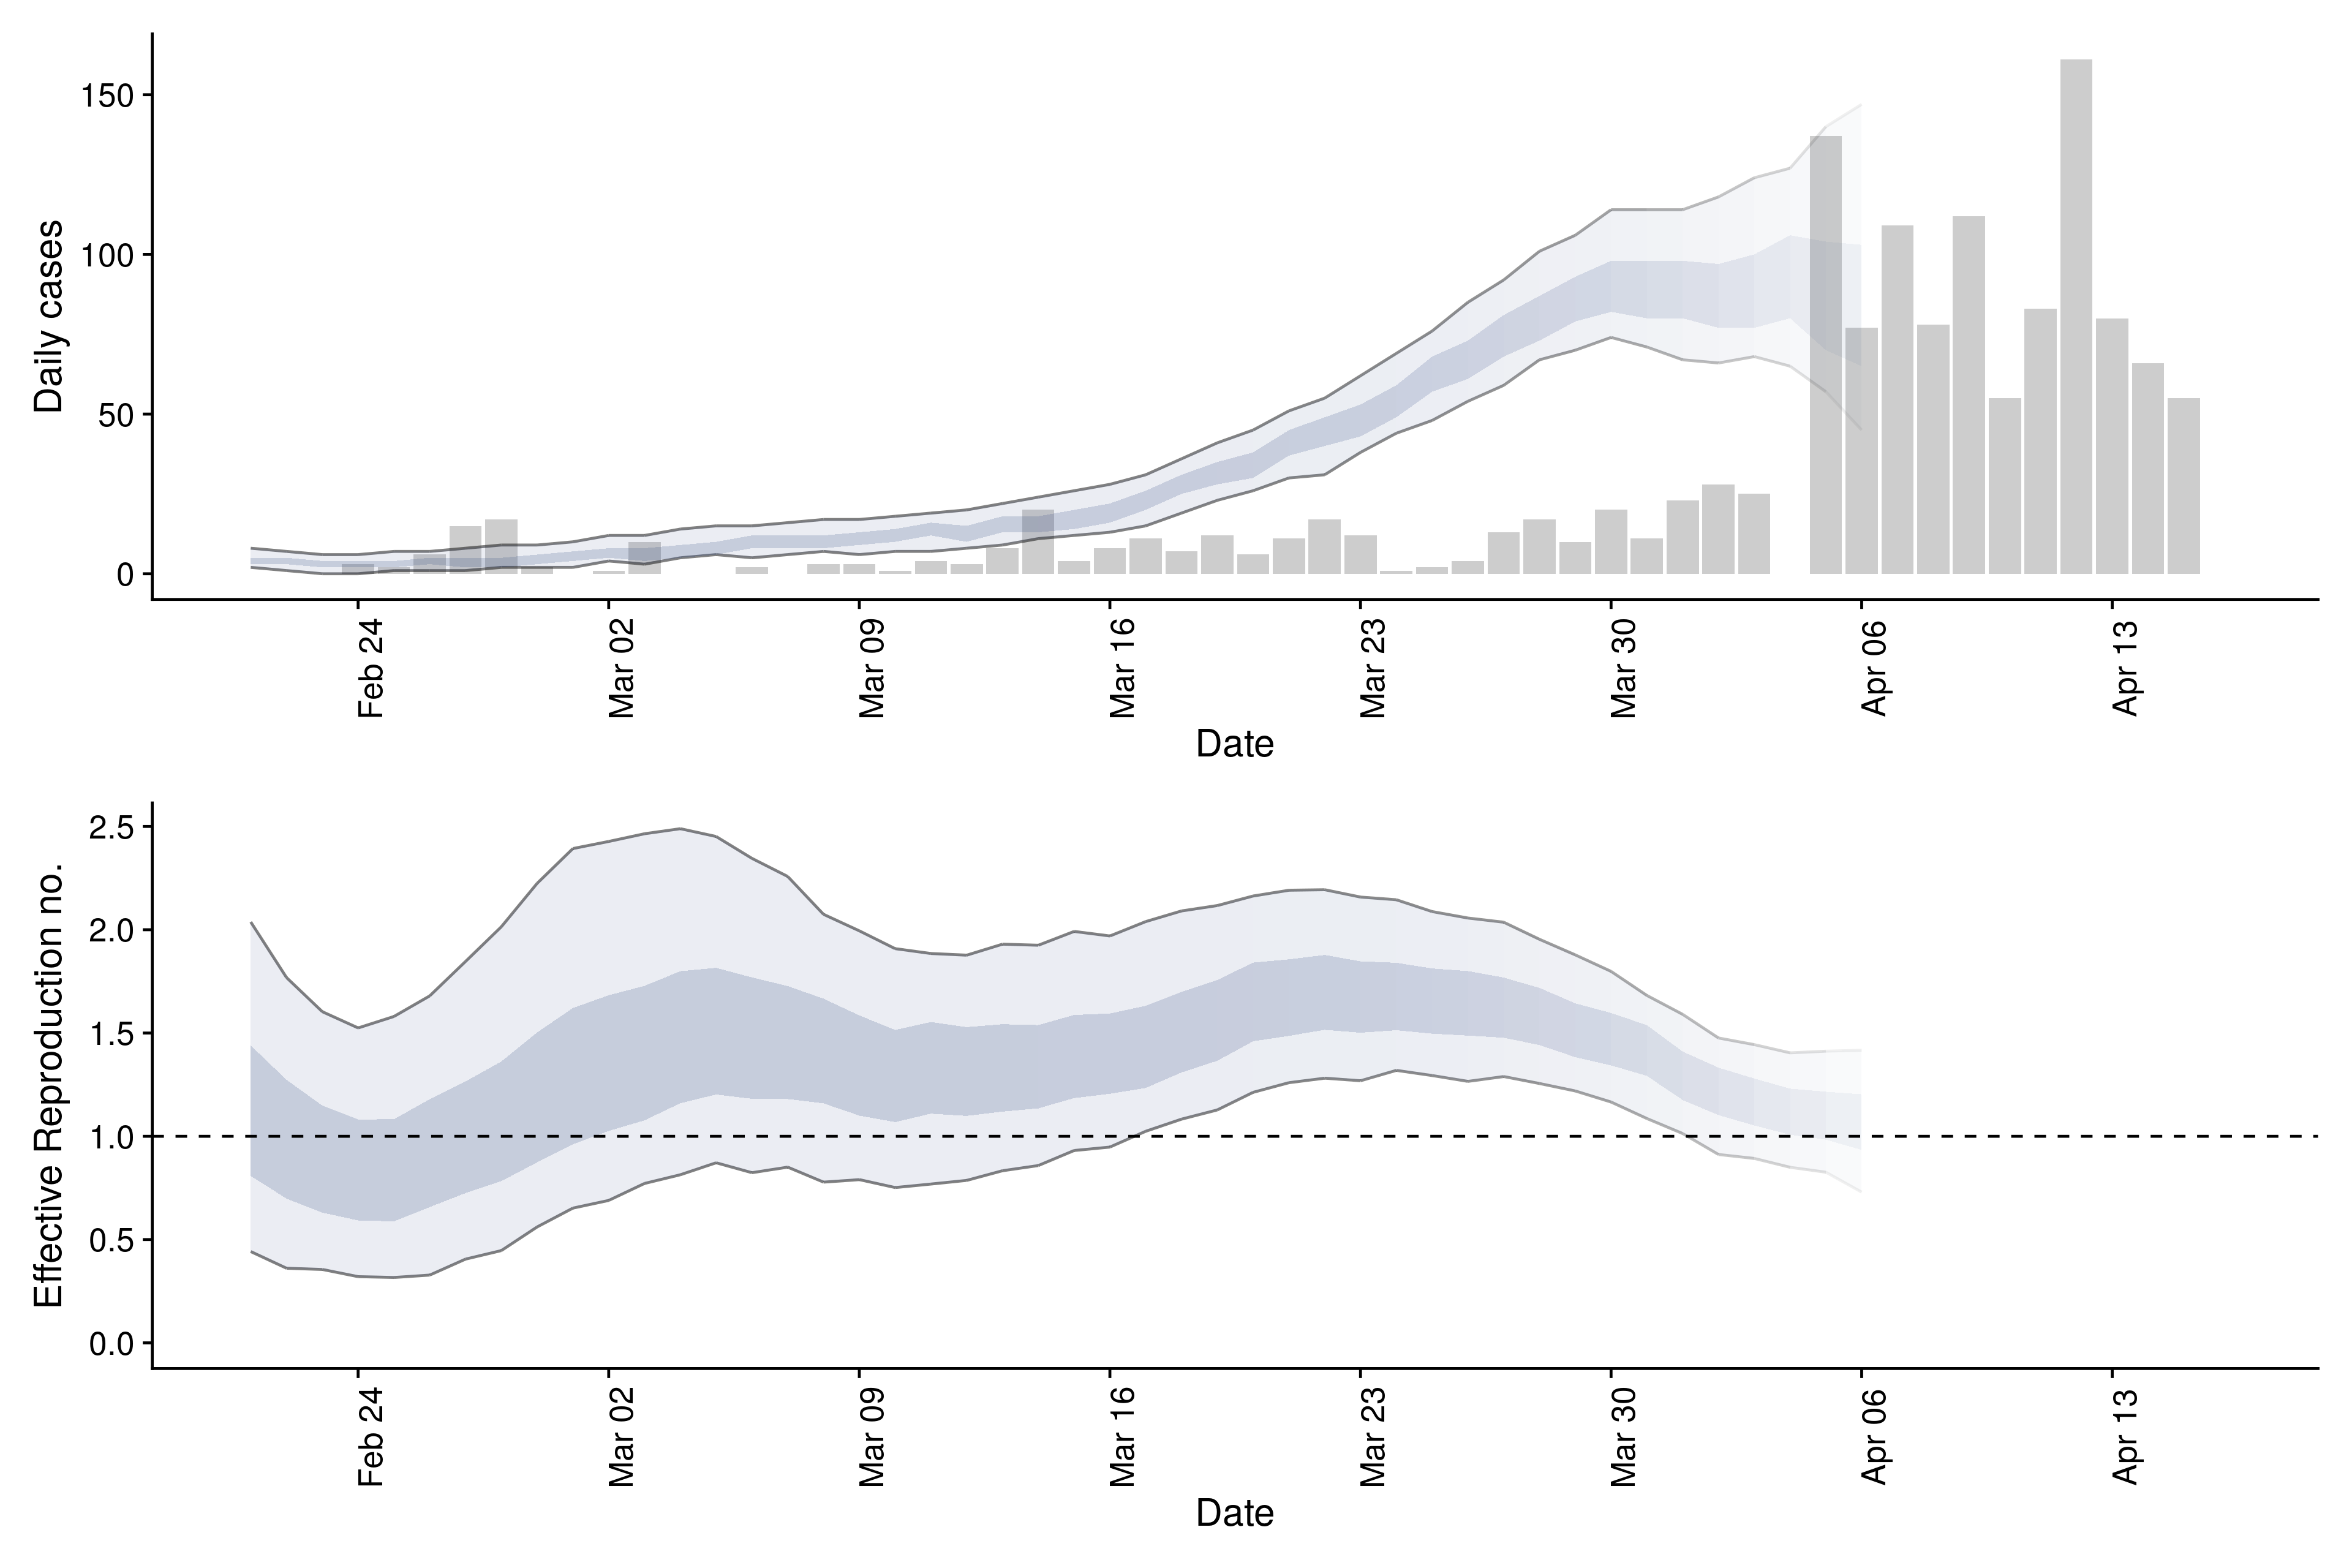 Daily cases
150
100
50
0
Feb 24
Mar 02
Mar 09
Mar 16
Mar 23
Mar 30
Apr 06
Apr 13
Date
Effective Reproduction no.
2.5
2.0
1.5
1.0
0.5
0.0
Feb 24
Mar 02
Mar 09
Mar 16
Mar 23
Mar 30
Apr 06
Apr 13
Date